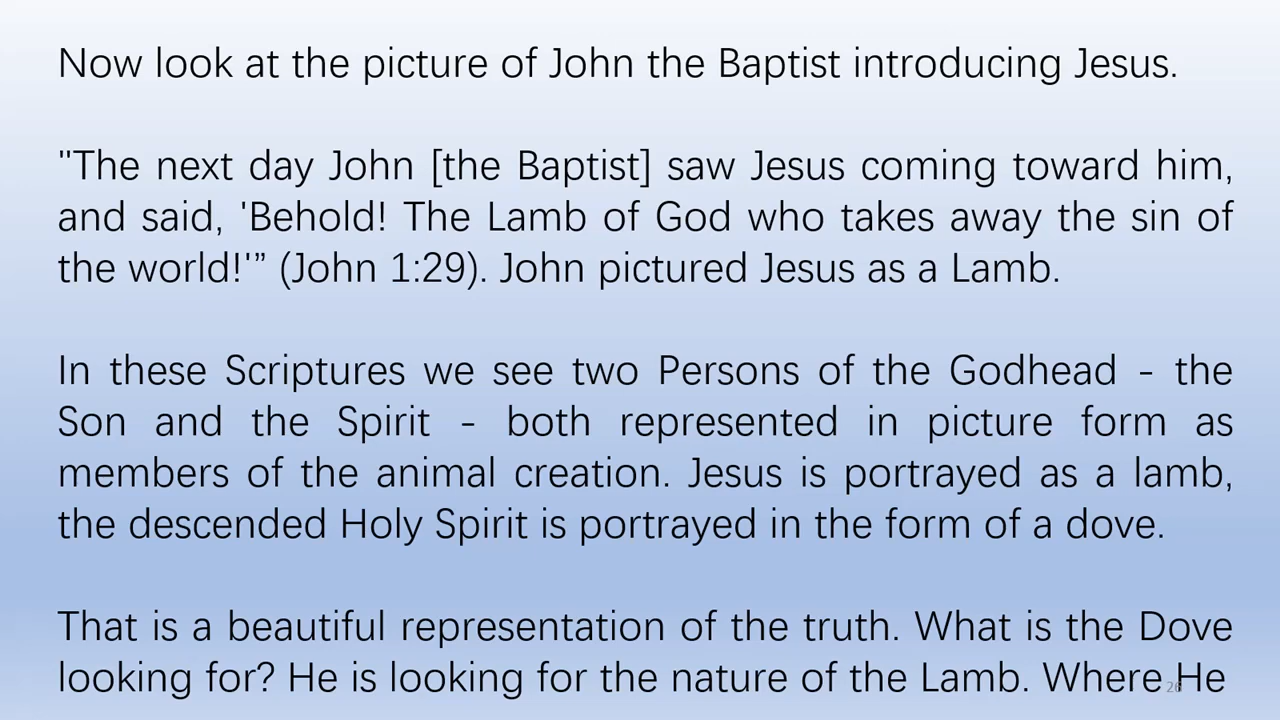 Now look at the picture of John the Baptist introducing Jesus.
"The next day John [the Baptist] saw Jesus coming toward him,
and said, 'Behold! The Lamb of God who takes away the sin of
the world!'” (John 1:29). John pictured Jesus as a Lamb.
In these Scriptures we see two Persons of the Godhead - the
Son and the Spirit - both represented in picture form as
members of the animal creation. Jesus is portrayed as a lamb,
the descended Holy Spirit is portrayed in the form of a dove.
That is a beautiful representation of the truth. What is the Dove
looking for? He is looking for the nature of the Lamb. Where He